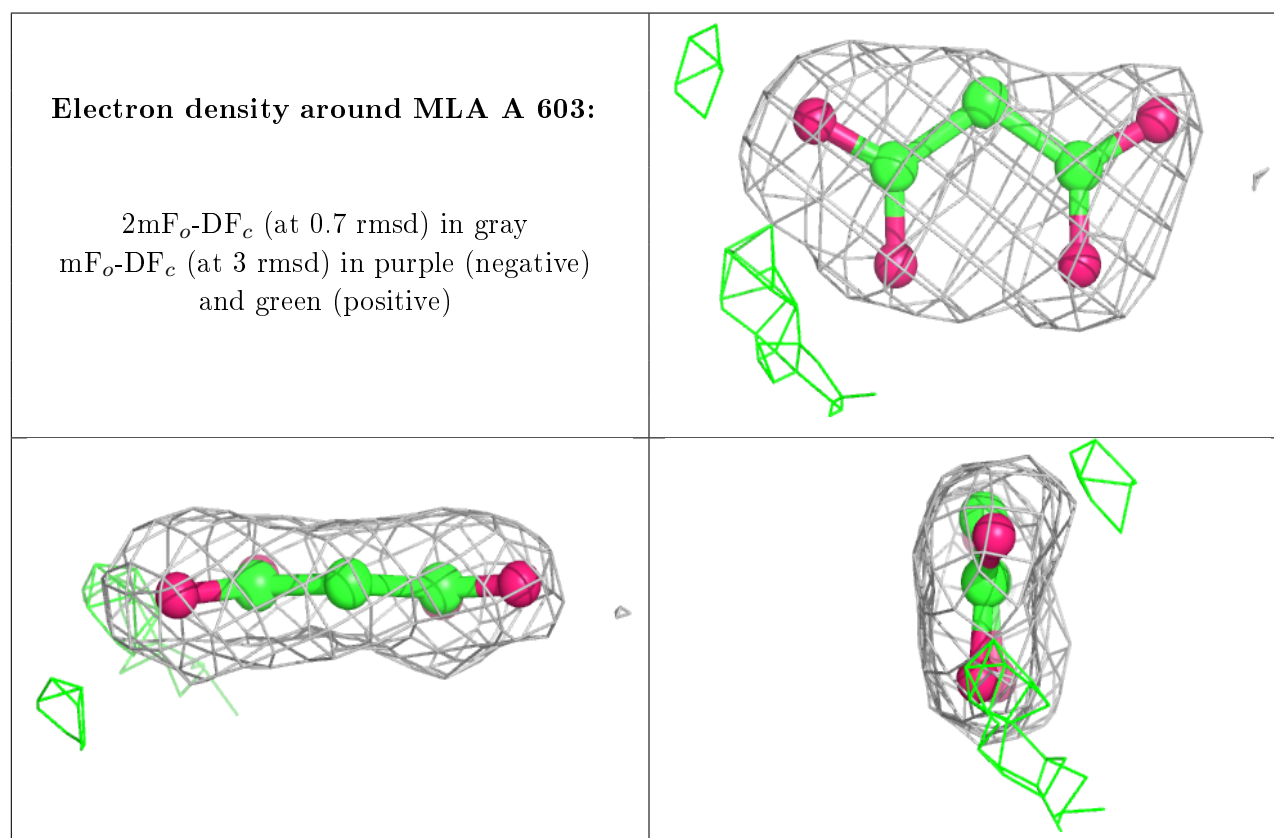 Electron density around MLA A 603:
2mFo-DFc (at 0.7 rmsd) in gray
mFo-DFc (at 3 rmsd) in purple (negative)
and green (positive)